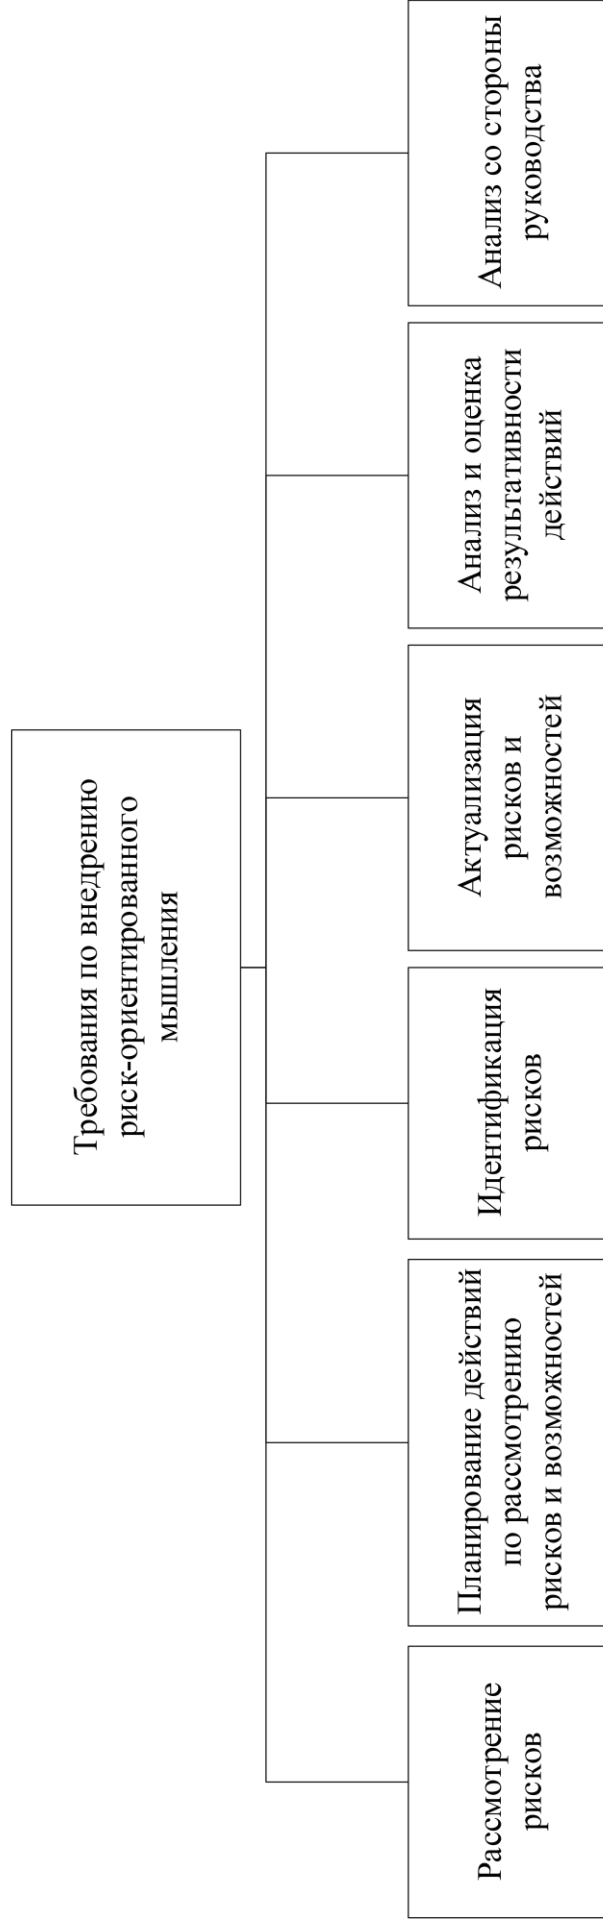 Требования по внедрению
риск-ориентированного
мышления
Рассмотрение
рисков
Планирование действий
по рассмотрению
рисков и возможностей
Идентификация
рисков
Актуализация
рисков и
возможностей
Анализ и оценка
результативности
действий
Анализ со стороны
руководства